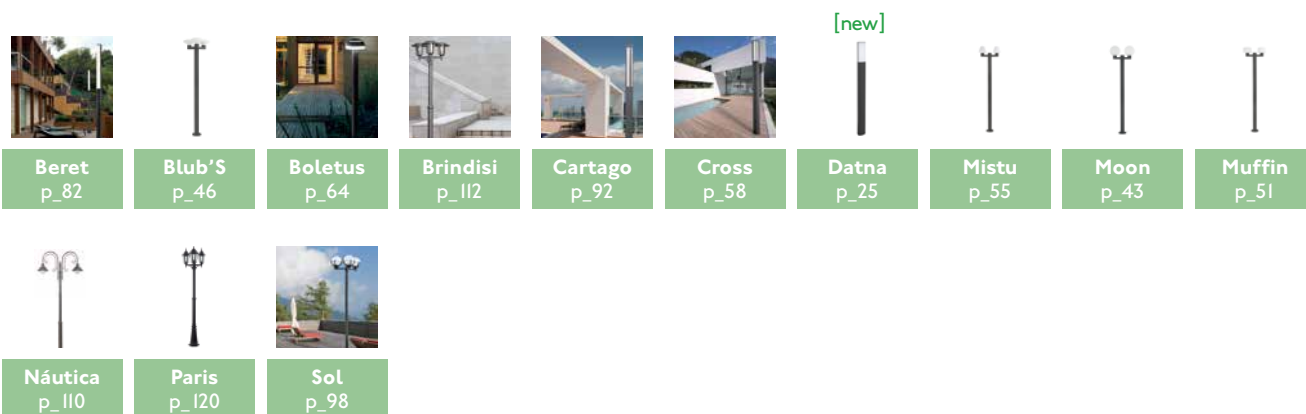 [new]
Beret
p_82
Blub'S
p_46
Boletus
p_64
Brindisi
p_112
Cartago
p_92
Cross
p_58
Datna
p_25
Mistu
p_55
Moon
p_43
Muffin
p_51
Náutica
p_110
Paris
p_120
Sol
p_98